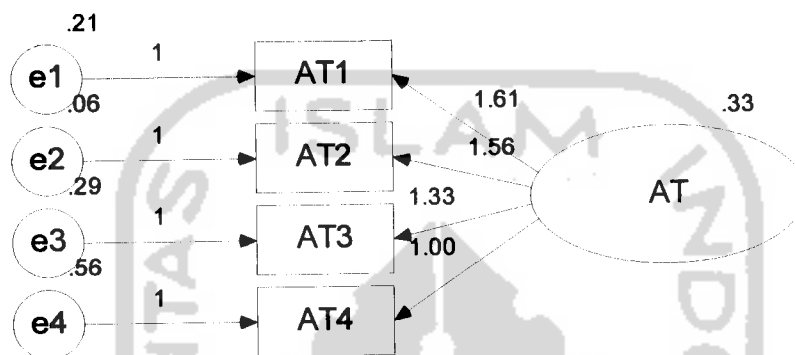 .21
e1 1 AT1
.06 1.61 .33
e2 1 AT2 1.56 AT
.29 1.33
e3 1 AT3
.56 1.00
e4 1 AT4
ISLAM